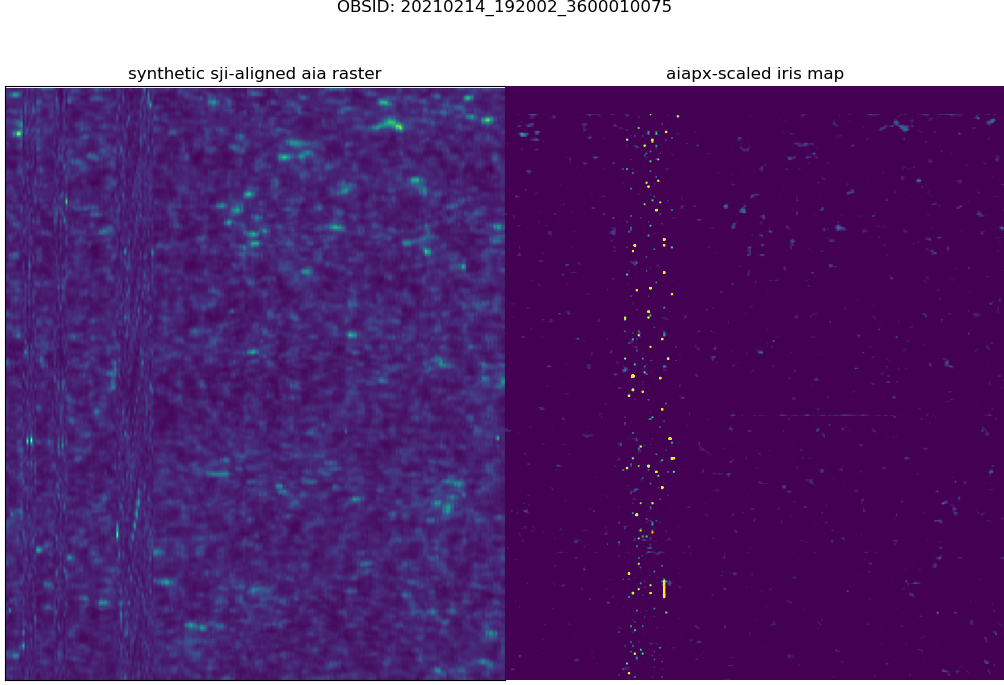 OBSID: 20210214_192002_3600010075
synthetic sji-aligned aia raster
aiapx-scaled iris map